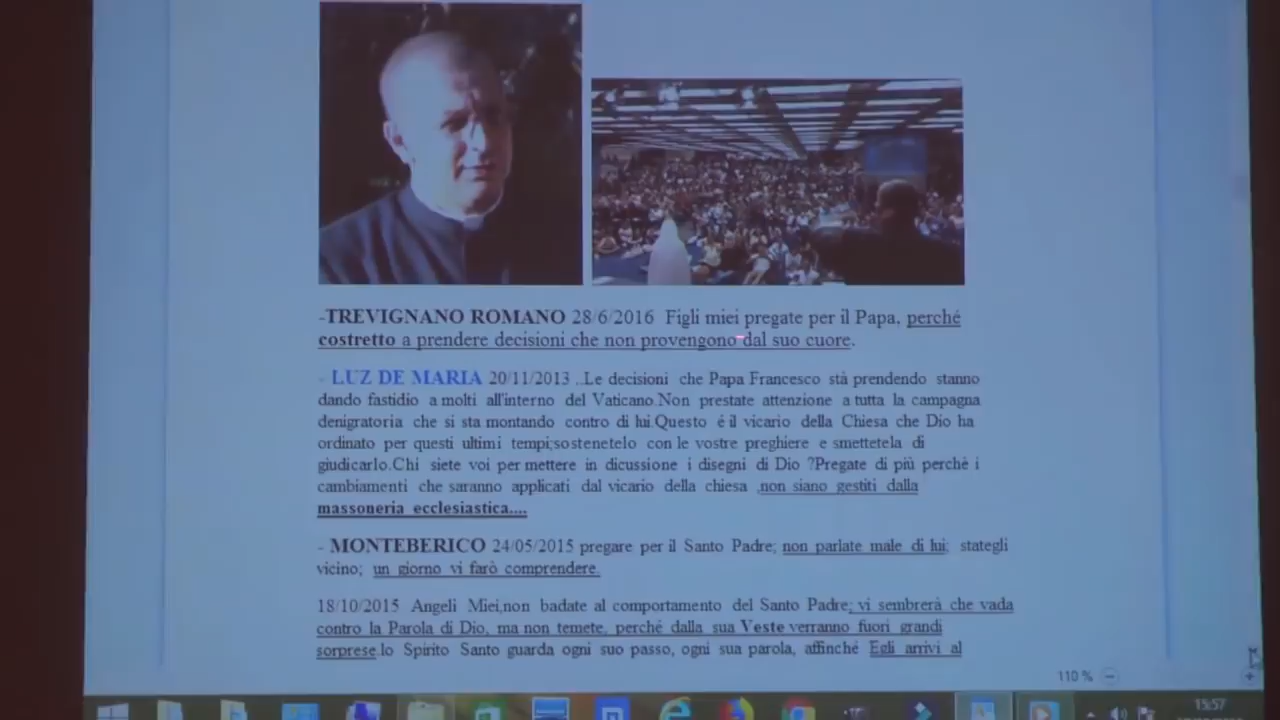 -TREVIGNANO ROMANO 28/6/2016 Figli miei pregate per il Papa, perché
costretto a prendere decisioni che non provengono dal suo cuore.
- LUZ DE MARIA 20/11/2013 ..Le decisioni che Papa Francesco stà prendendo stanno
dando fastidio a molti all'interno del Vaticano.Non prestate attenzione a tutta la campagna
denigratoria che si sta montando contro di lui.Questo é il vicario della Chiesa che Dio ha
ordinato per questi ultimi tempi;sostenetelo con le vostre preghiere e smettetela di
giudicarlo.Chi siete voi per mettere in dicussione i disegni di Dio ?Pregate di più perchè i
cambiamenti che saranno applicati dal vicario della chiesa ,non siano gestiti dalla
massoneria ecclesiastica....
- MONTEBERICO 24/05/2015 pregare per il Santo Padre; non parlate male di lui; stategli
vicino; un giorno vi farò comprendere.
18/10/2015 Angeli Miei,non badate al comportamento del Santo Padre; vi sembrerà che vada
contro la Parola di Dio, ma non temete, perché dalla sua Veste verranno fuori grandi
sorprese.lo Spirito Santo guarda ogni suo passo, ogni sua parola, affinché Egli arrivi al
110 %
15:57